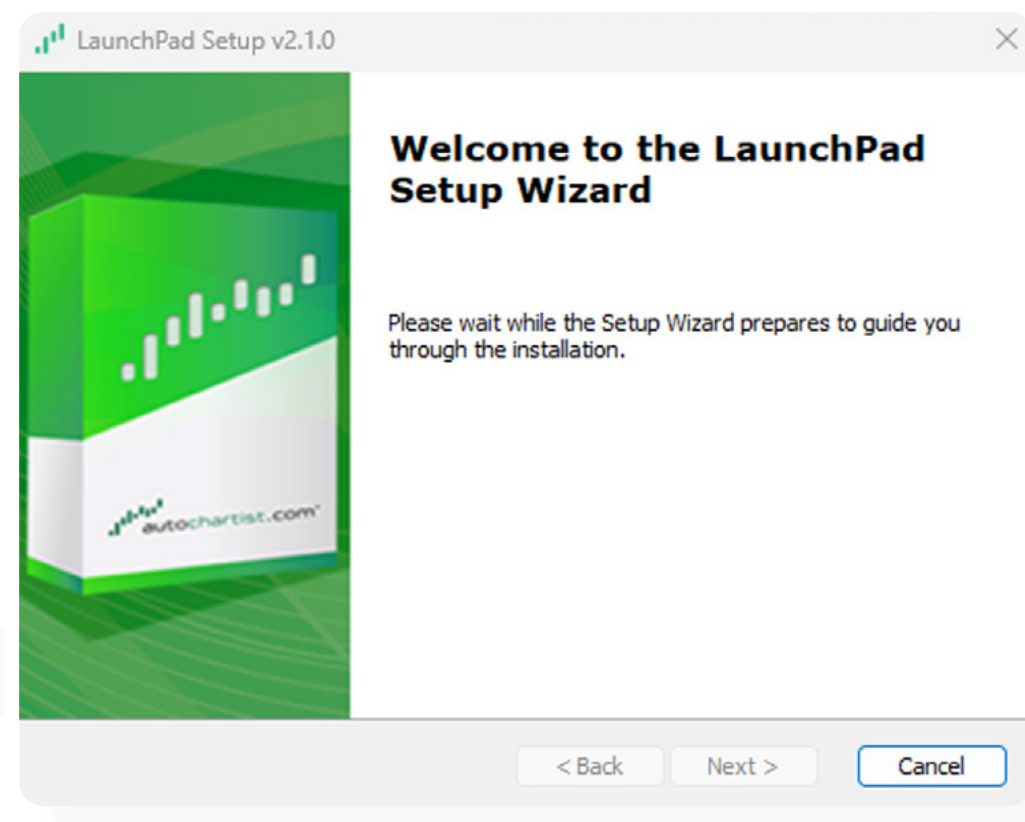 LaunchPad Setup v2.1.0
Welcome to the LaunchPad
Setup Wizard
Please wait while the Setup Wizard prepares to guide you
through the installation.
autochartist.com
< Back
Next >
Cancel